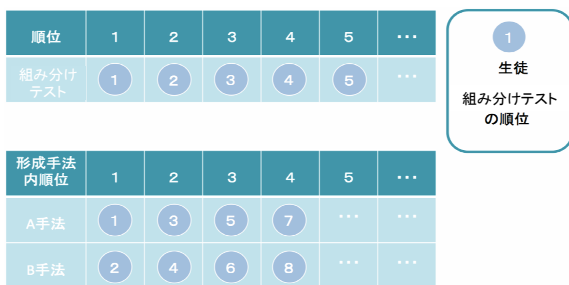 順位 1 2 3 4 5 …
組み分け
テスト 1 2 3 4 5 …
1
生徒
組み分けテスト
の順位
形成手法
内順位 1 2 3 4 5 …
A手法 1 3 5 7 … …
B手法 2 4 6 8 … …